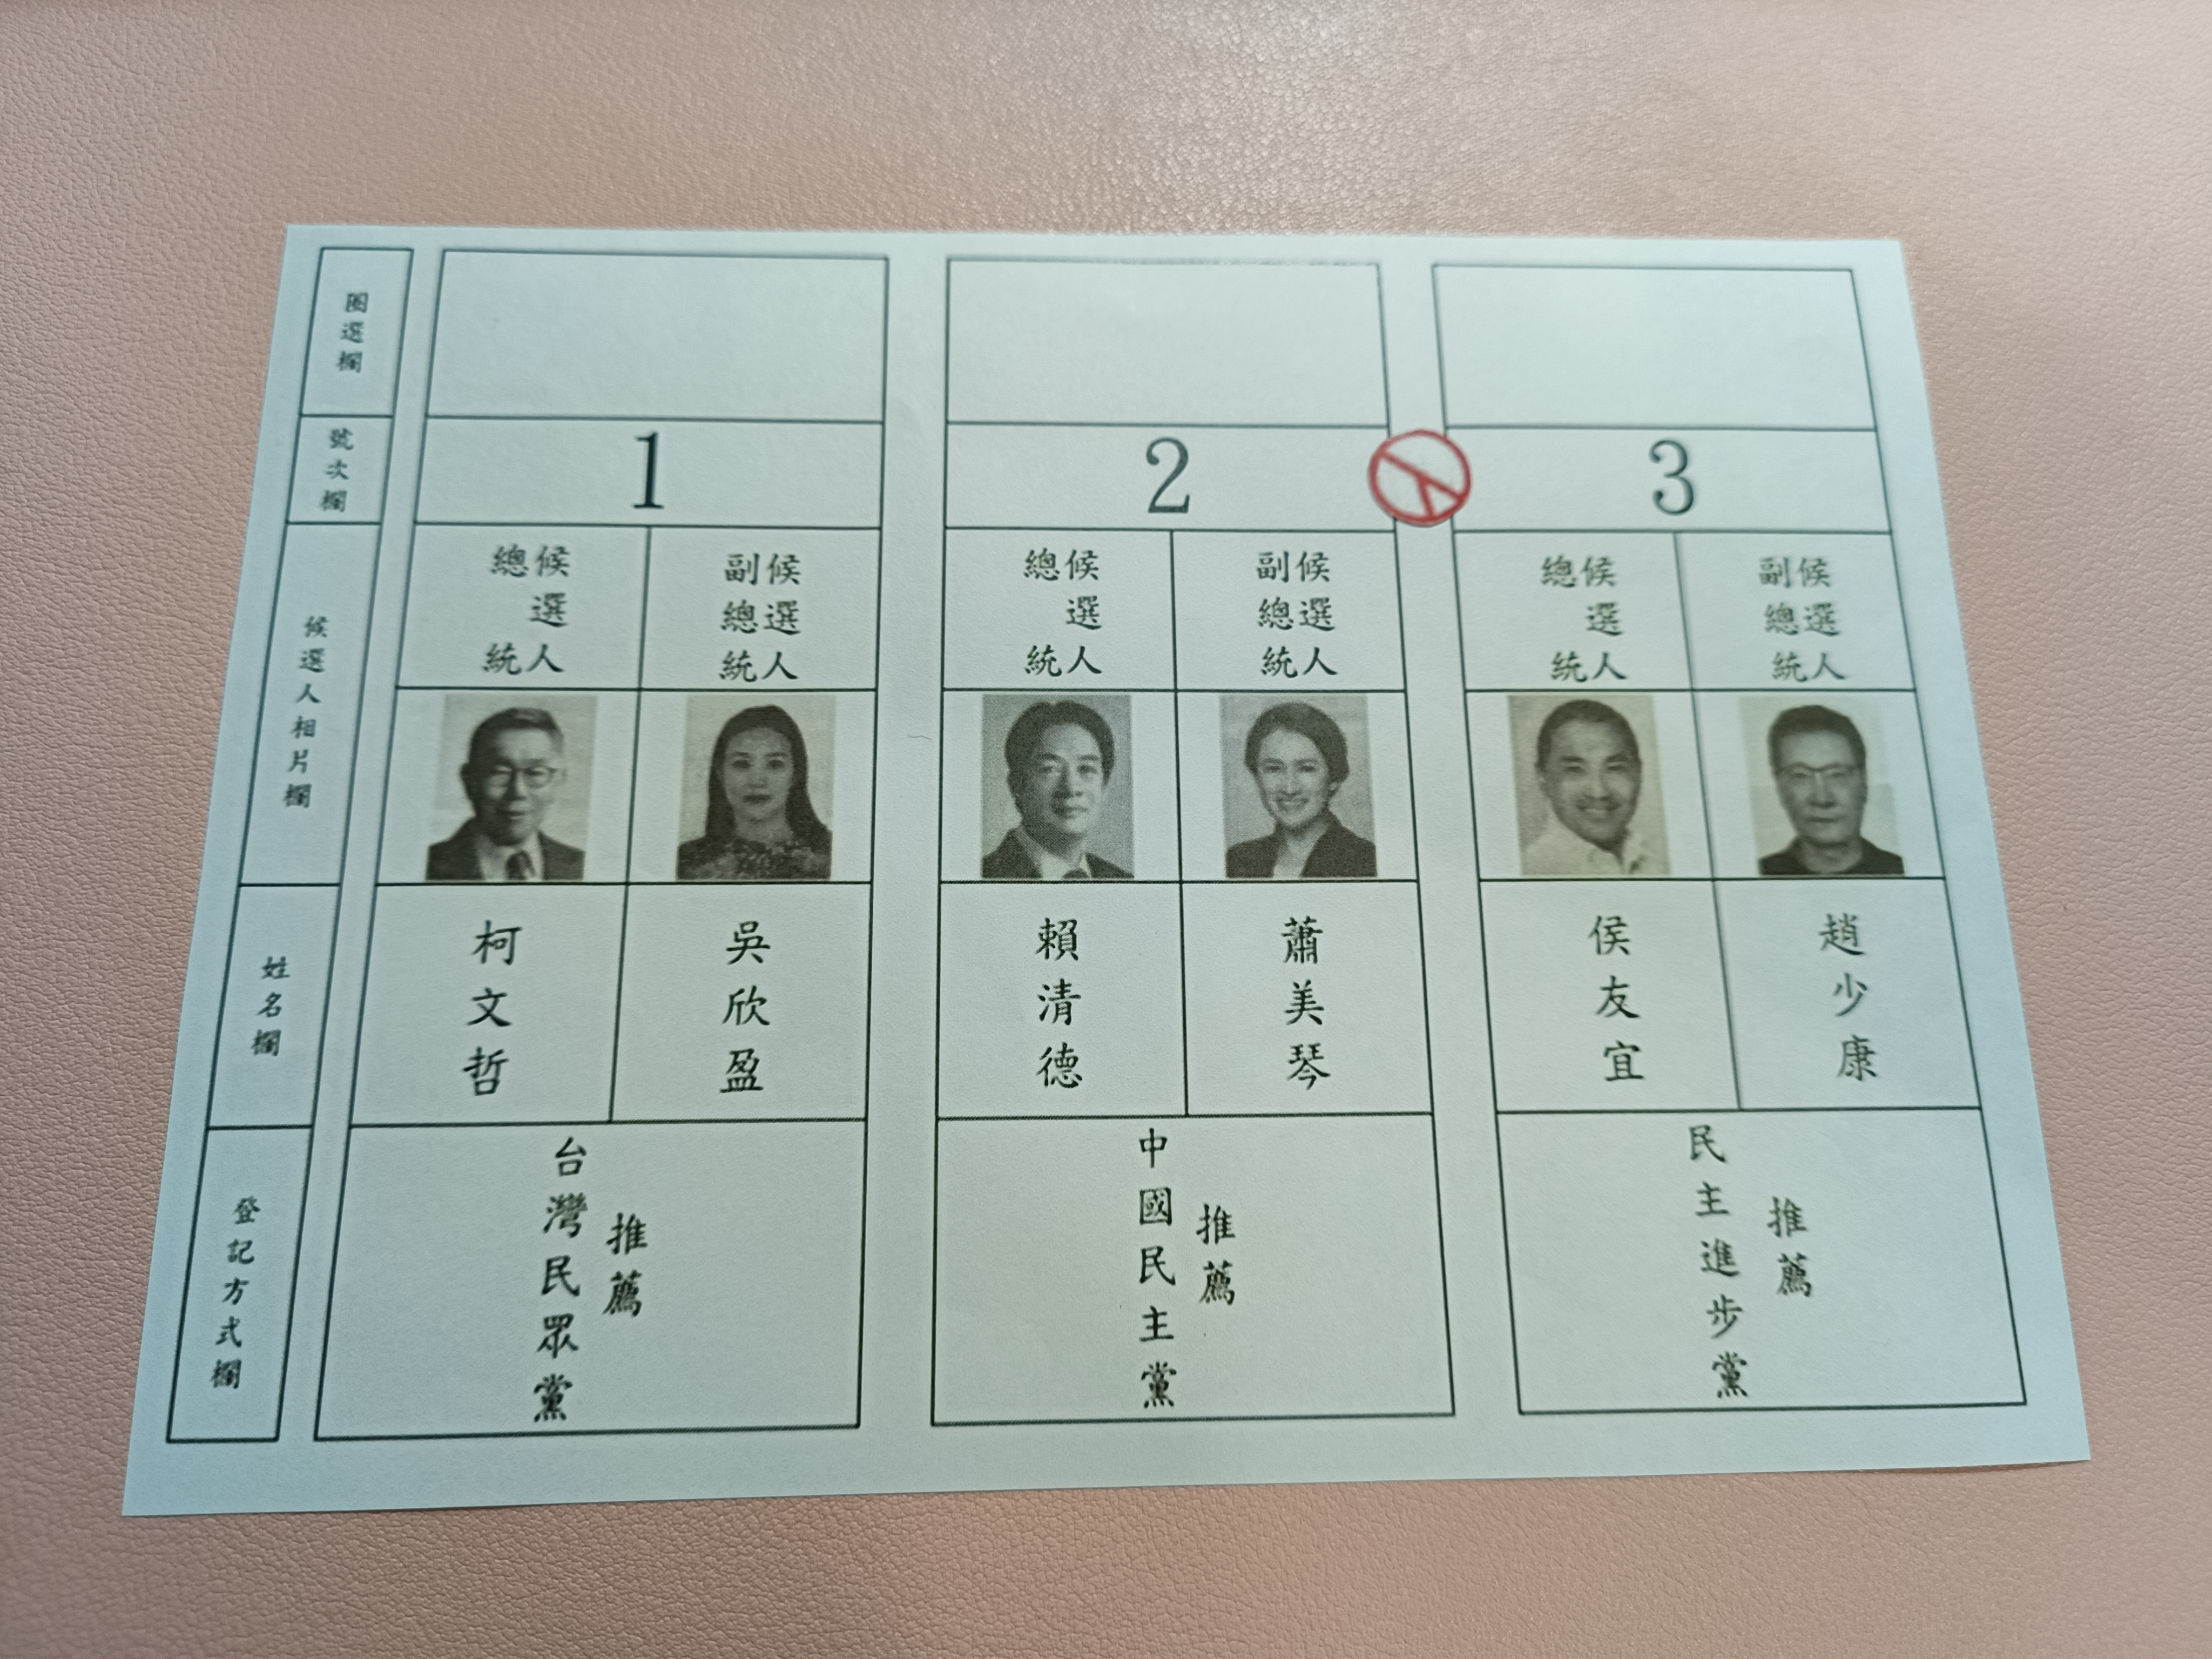 圈選欄
號次欄
候選人相片欄
姓名欄
登記方式欄
1
總統候選人
副總統候選人
柯文哲
吳欣盈
台灣民眾黨
推薦
2
總統候選人
副總統候選人
賴清德
蕭美琴
中國民主黨
推薦
3
總統候選人
副總統候選人
侯友宜
趙少康
民主進步黨
推薦